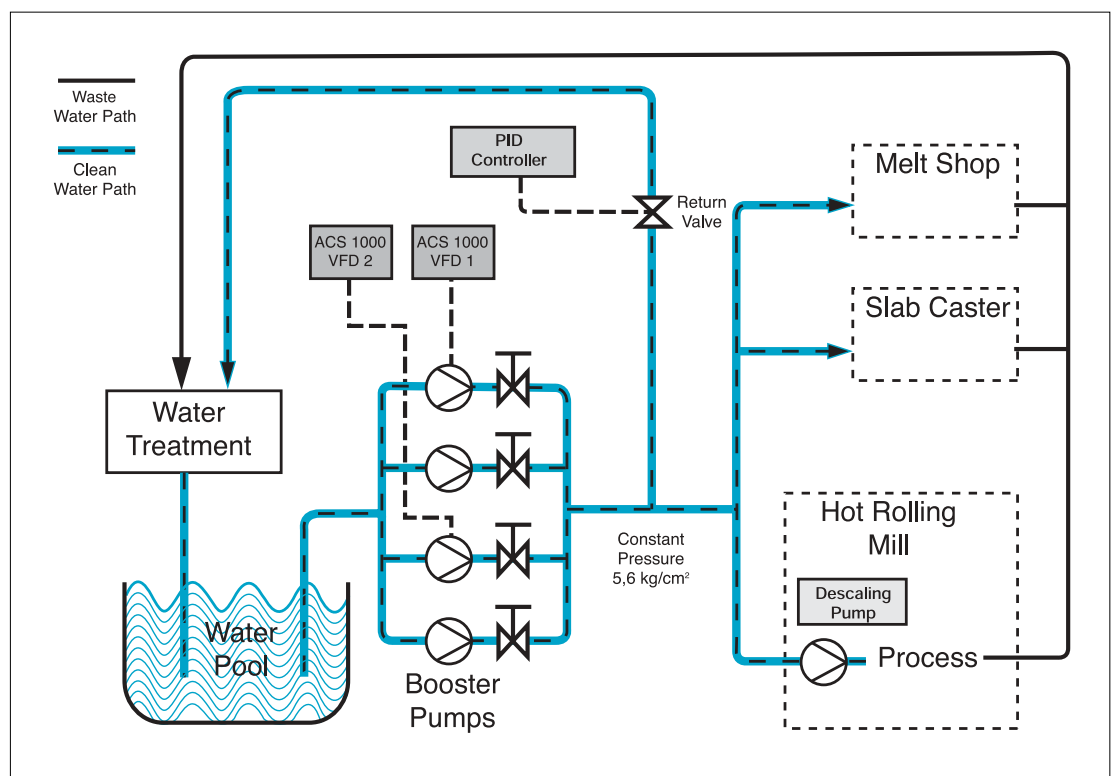 Waste
Water Path
Clean
Water Path
PID
Controller
Return
Valve
ACS 1000
VFD 2
ACS 1000
VFD 1
Melt Shop
Slab Caster
Water
Treatment
Hot Rolling
Mill
Constant
Pressure
5,6 kg/cm²
Descaling
Pump
Water
Pool
Process
Booster
Pumps